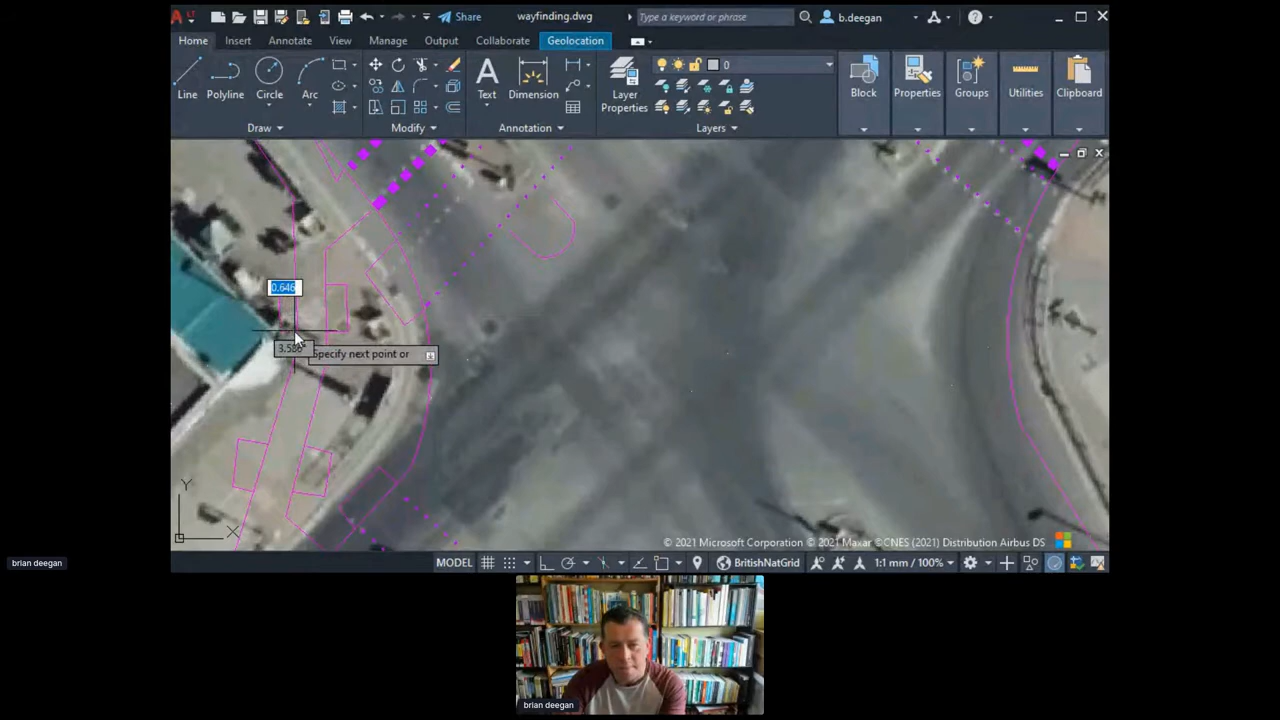 Share
wayfinding.dwg
Type a keyword or phrase
b.deegan
Home Insert Annotate View Manage Output Collaborate Geolocation
0
Line Polyline Circle Arc
Text Dimension
Layer Properties
Block Properties Groups Utilities Clipboard
Draw Modify Annotation Layers
0.646
Specify next point or
Y
X
© 2021 Microsoft Corporation © 2021 Maxar ©CNES (2021) Distribution Airbus DS
MODEL BritishNatGrid 1:1 mm / 100%
brian deegan
brian deegan